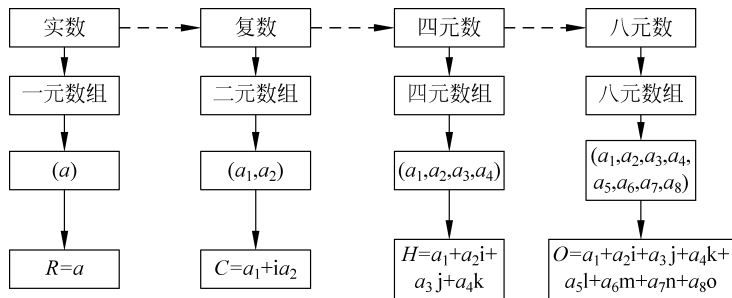 实数
复数
四元数
八元数
一元数组
二元数组
四元数组
八元数组
(a)
(a₁,a₂)
(a₁,a₂,a₃,a₄)
(a₁,a₂,a₃,a₄,
a₅,a₆,a₇,a₈)
R=a
C=a₁+ia₂
H=a₁+a₂i+
a₃j+a₄k
O=a₁+a₂i+a₃j+a₄k+
a₅l+a₆m+a₇n+a₈o